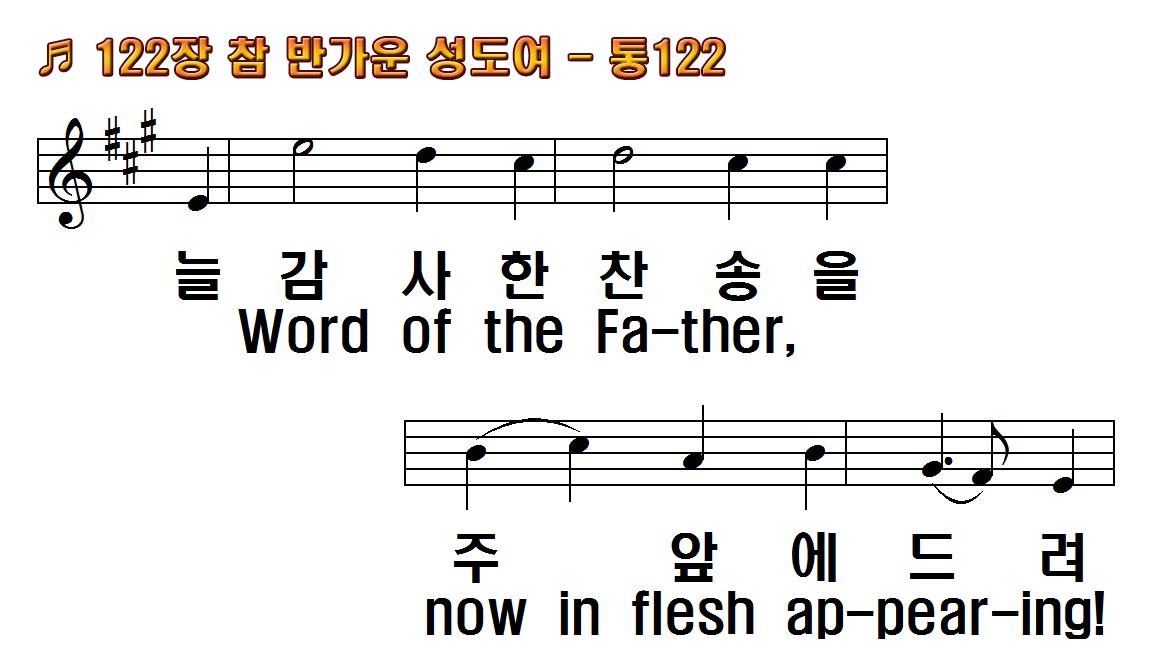 ♬ 122장 참 반가운 성도여 - 통122
늘 감 사 한 찬 송 을
Word of the Fa-ther,
주 앞 에 드 려
now in flesh ap-pear-ing!